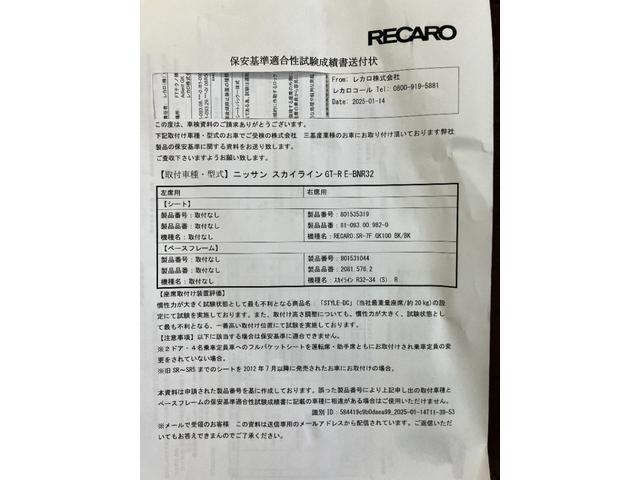 RECARO
保安基準適合性試験成績書送付状
From: レカロ株式会社
レカロコール Tel: 0800-919-5881
Date: 2025-01-14
この度は、車検資料のご請求ありがとうございます。
下記取付け車種・型式のお車でご受検の株式会社 三基産業様のお車にお取付け頂いております弊社
製品の保安基準に関する資料をお送り致します。
ご査収下さいますようお願い致します。
【取付車種・型式】ニッサン スカイラインGT-R E-BNR32
左席用 右席用
【シート】
製品番号：取付なし 製品番号：801535319
製品番号：取付なし 製品番号：81-093.00.982-0
機種名：取付なし 機種名：RECARO:SR-7F GK100 BK/BK
【ベースフレーム】
製品番号：取付なし 製品番号：801531044
製品番号：取付なし 製品番号：2081.578.2
機種名：取付なし 機種名：ｽｶｲﾗｲﾝ R32-34 (S) R
【座席取付け装置評価】
慣性力が大きく試験状態として最も不利となる商品名：「STYLE-DC」(当社最重量座席/約20kg)の設
定にて試験を実施しております。また、取付け高さ調整についても、慣性力が大きく、試験状態とし
て最も不利となる、一番高い取付け位置にて試験を実施しております。
【注意事項】以下に該当する場合は保安基準に適合できません。
※２ドア・４名乗車定員車へのフルバケットシートを運転席・助手席ともにお取付けされ乗車定員の変
更をされていない場合。
※旧SR～SR5までのシートを2012年7月以降に発売されたお車にお取付けの場合。
本資料は申請された製品番号を基に作成しております。誤った製品番号により上記申し出の取付車種と
ベースフレームの保安基準適合性試験成績書に記載の車種に相違がある場合はご使用いただけません。
※メールで受領のお客様 この資料は送信専用のメールアドレスから配信されています。ご返信いただ
いてもお答えできませんのでご了承ください。